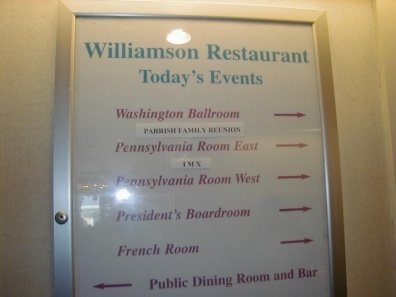 Williamson Restaurant
Today's Events
Washington Ballroom
PARRISH FAMILY REUNION
Pennsylvania Room East
I M X
Pennsylvania Room West
President's Boardroom
French Room
Public Dining Room and Bar